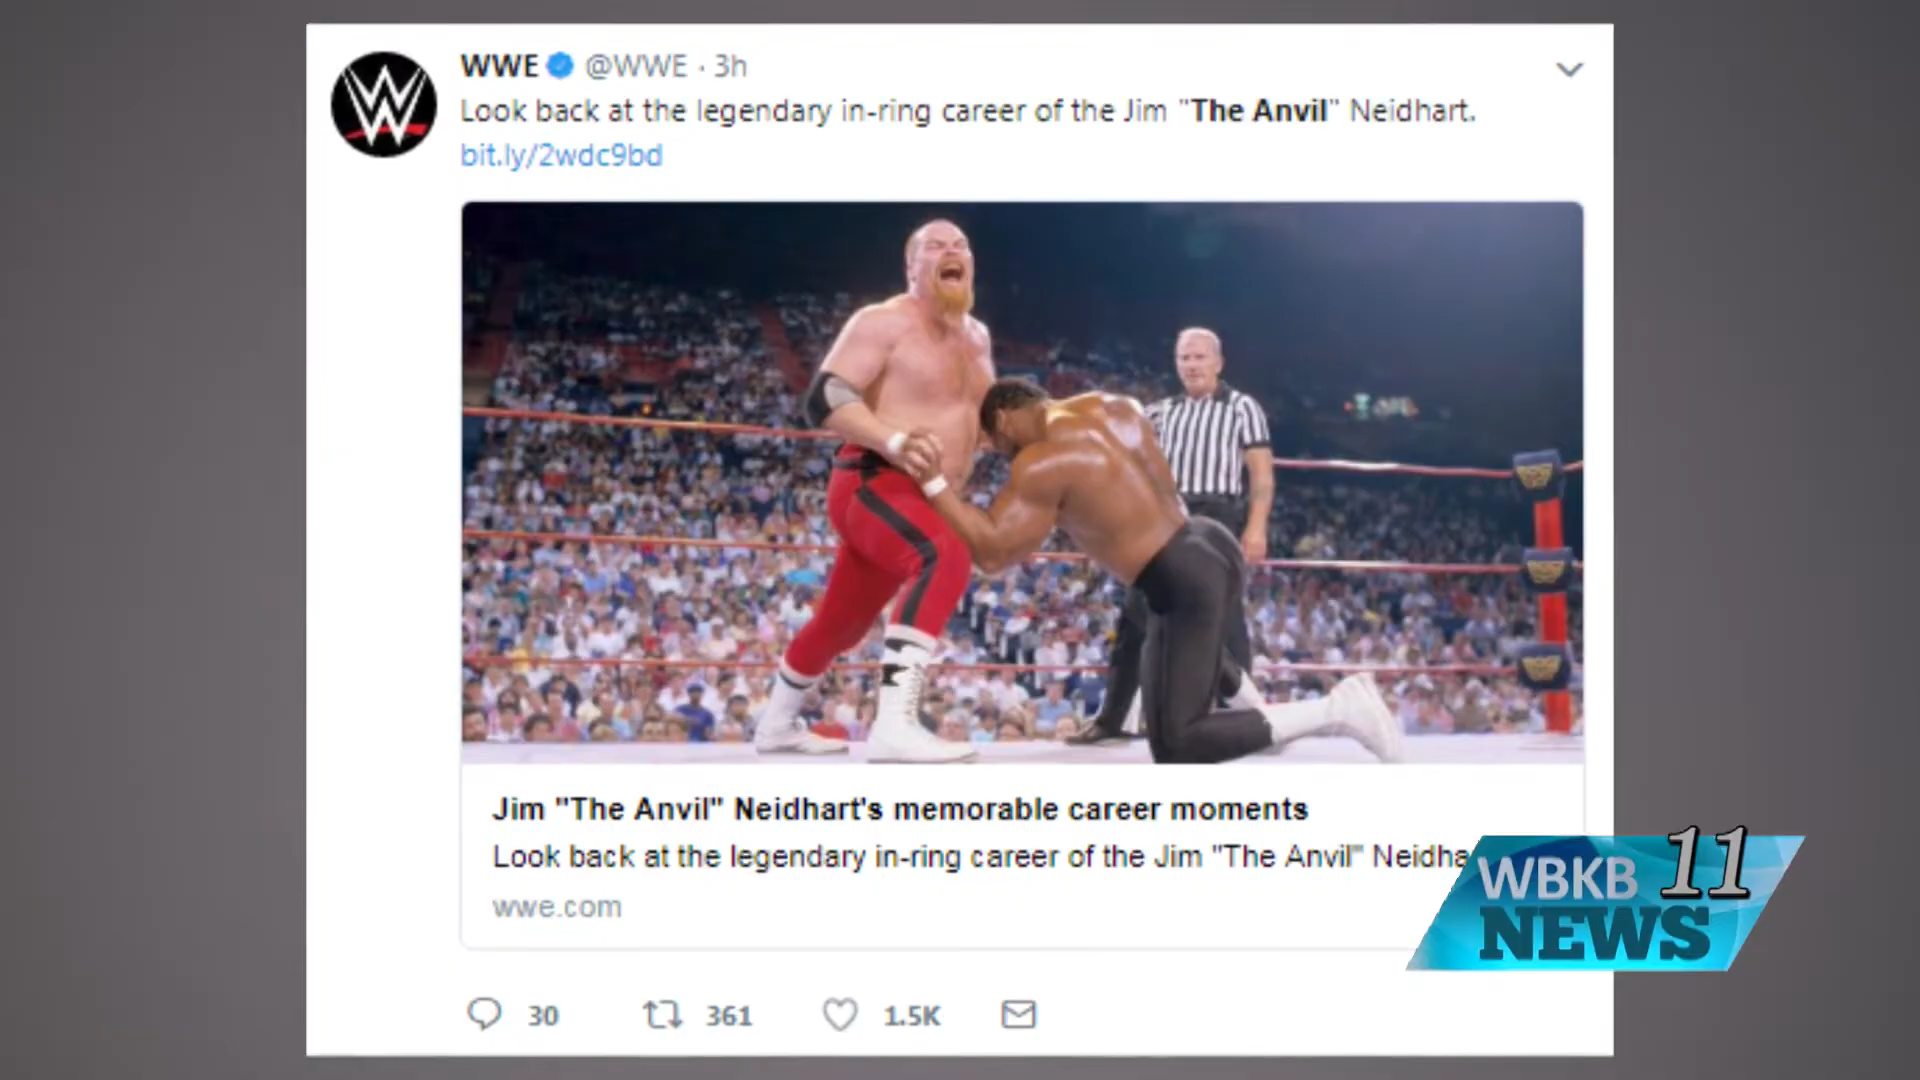 WWE @WWE · 3h
Look back at the legendary in-ring career of the Jim "The Anvil" Neidhart.
bit.ly/2wdc9bd
Jim "The Anvil" Neidhart's memorable career moments
Look back at the legendary in-ring career of the Jim "The Anvil" Neidha
wwe.com
30 361 1.5K
WBKB 11
NEWS